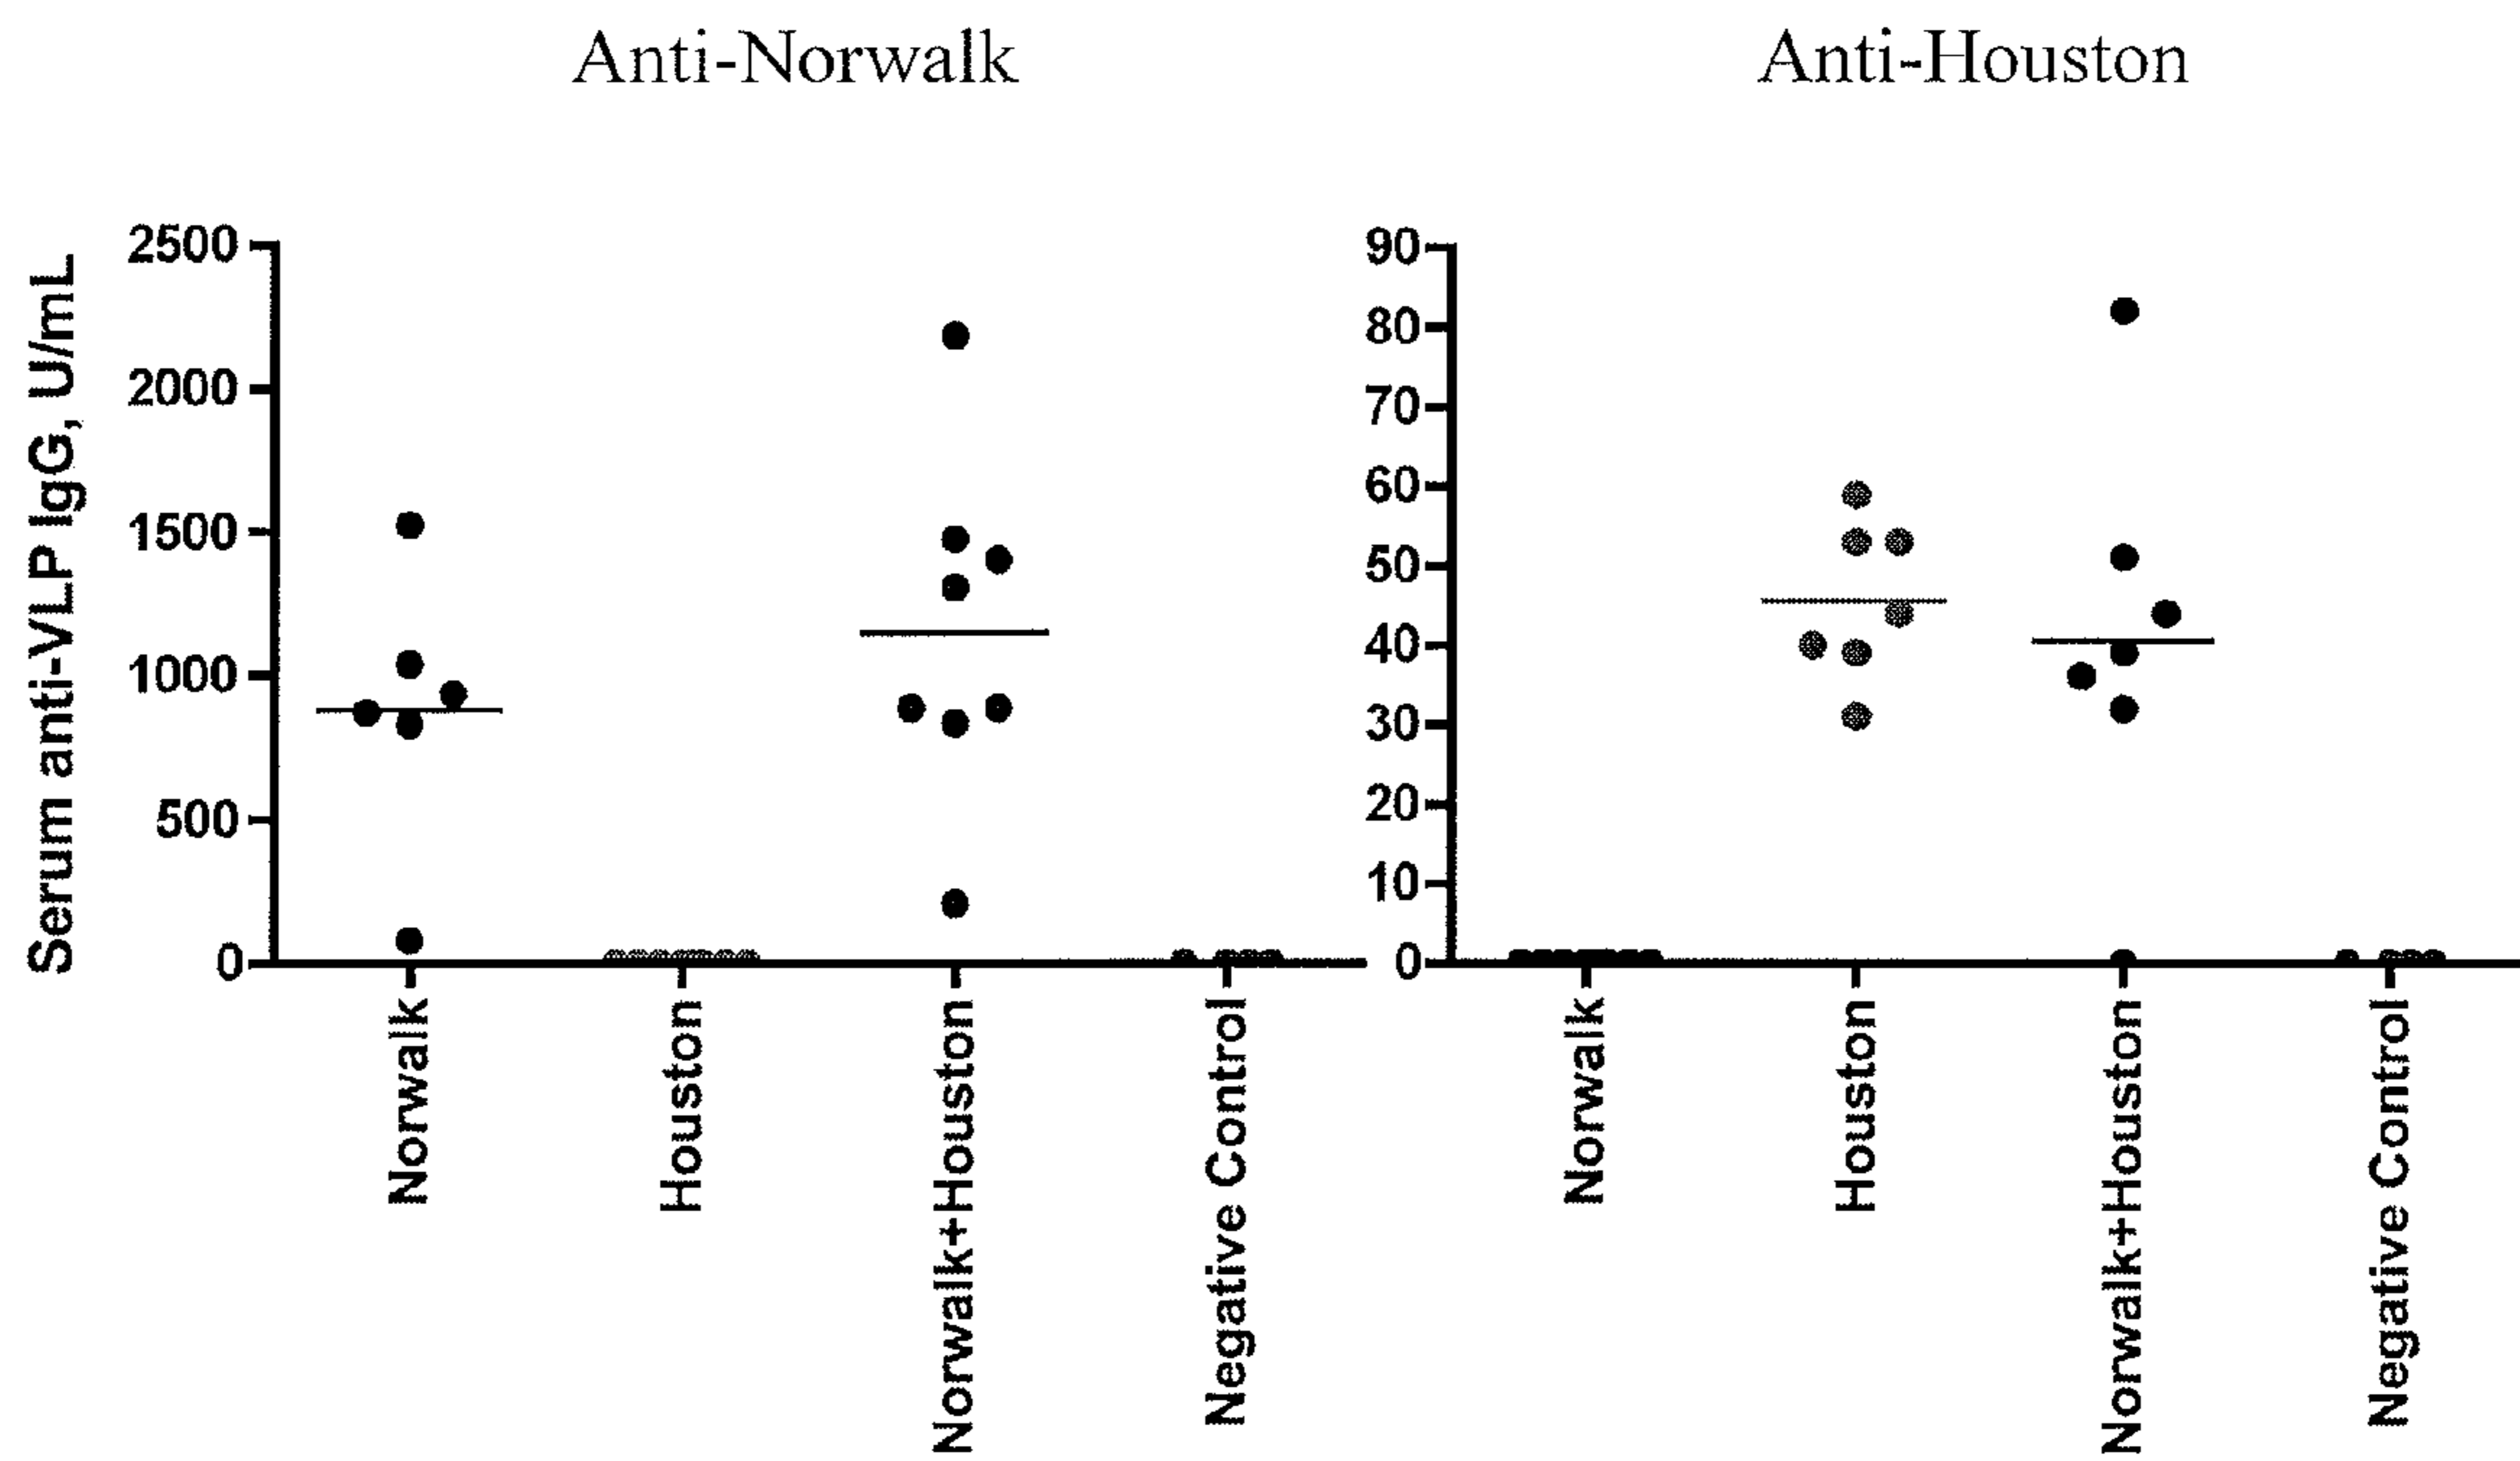 Anti-Norwalk
Anti-Houston
Serum anti-VLP IgG, U/mL
2500
2000
1500
1000
500
0
Norwalk
Houston
Norwalk+Houston
Negative Control
90
80
70
60
50
40
30
20
10
0
Norwalk
Houston
Norwalk+Houston
Negative Control